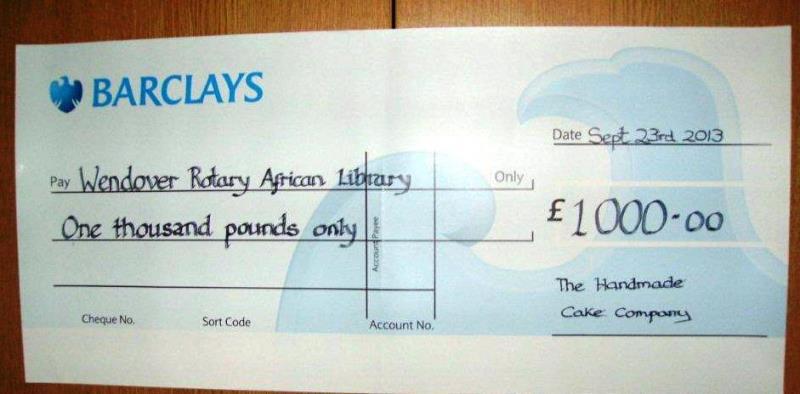 BARCLAYS
Date Sept 23rd 2013
Pay Wendover Rotary African Library Only
One thousand pounds only
£1000-00
Account Payee
The Handmade
Cake Company
Cheque No. Sort Code Account No.